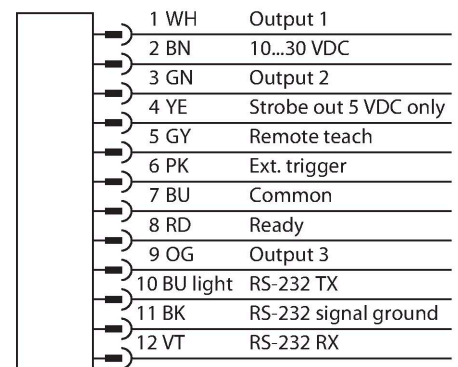 1 WH Output 1
2 BN 10...30 VDC
3 GN Output 2
4 YE Strobe out 5 VDC only
5 GY Remote teach
6 PK Ext. trigger
7 BU Common
8 RD Ready
9 OG Output 3
10 BU light RS-232 TX
11 BK RS-232 signal ground
12 VT RS-232 RX